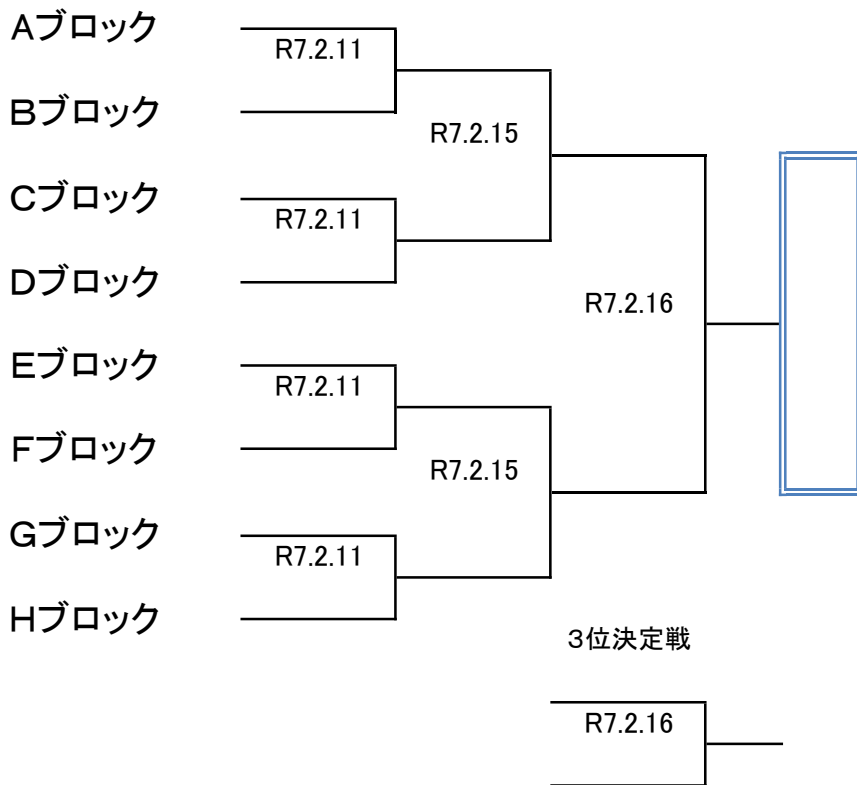 Aブロック
R7.2.11
Bブロック
R7.2.15
Cブロック
R7.2.11
Dブロック
R7.2.16
Eブロック
R7.2.11
Fブロック
R7.2.15
Gブロック
R7.2.11
Hブロック
3位決定戦
R7.2.16